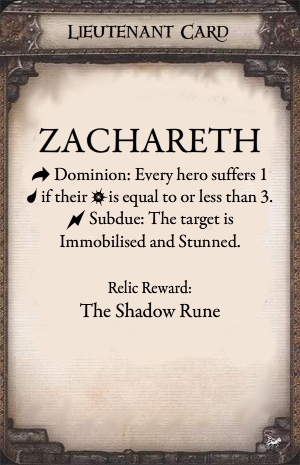 LIEUTENANT CARD
ZACHARETH
Dominion: Every hero suffers 1
if their is equal to or less than 3.
Subdue: The target is
Immobilised and Stunned.
Relic Reward:
The Shadow Rune